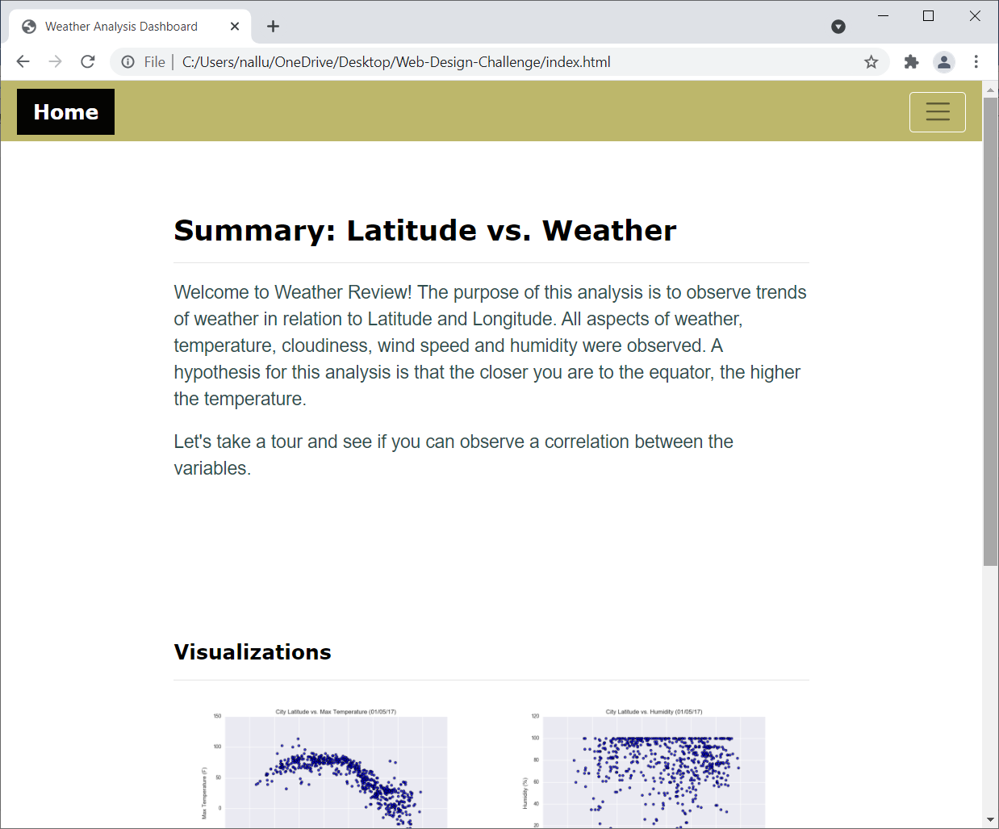 Weather Analysis Dashboard
File | C:/Users/nallu/OneDrive/Desktop/Web-Design-Challenge/index.html
Home
Summary: Latitude vs. Weather
Welcome to Weather Review! The purpose of this analysis is to observe trends
of weather in relation to Latitude and Longitude. All aspects of weather,
temperature, cloudiness, wind speed and humidity were observed. A
hypothesis for this analysis is that the closer you are to the equator, the higher
the temperature.
Let's take a tour and see if you can observe a correlation between the
variables.
Visualizations
City Latitude vs. Max Temperature (01/05/17)
150
100
50
0
Max Temperature (F)
City Latitude vs. Humidity (01/05/17)
120
100
80
60
40
20
Humidity (%)